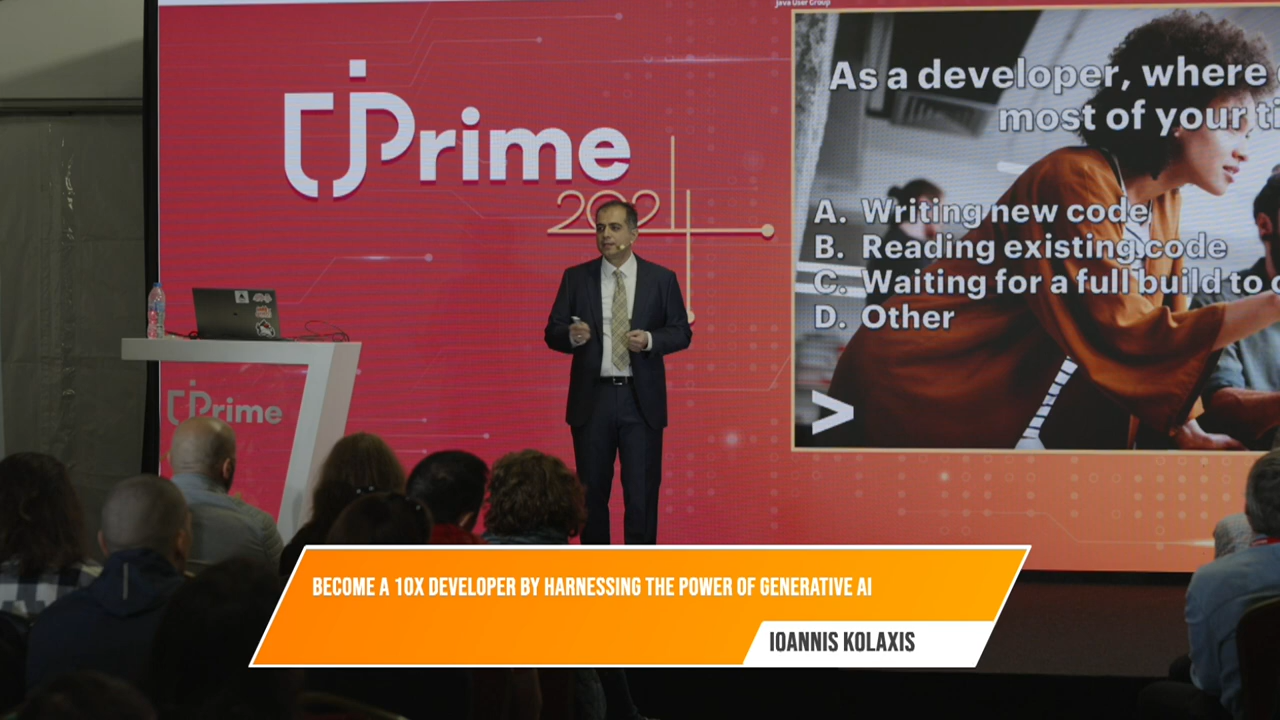 Java User Group
jPrime
2024
As a developer, where
most of your ti
A. Writing new code
B. Reading existing code
C. Waiting for a full build to
D. Other
>
jPrime
BECOME A 10X DEVELOPER BY HARNESSING THE POWER OF GENERATIVE AI
IOANNIS KOLAXIS